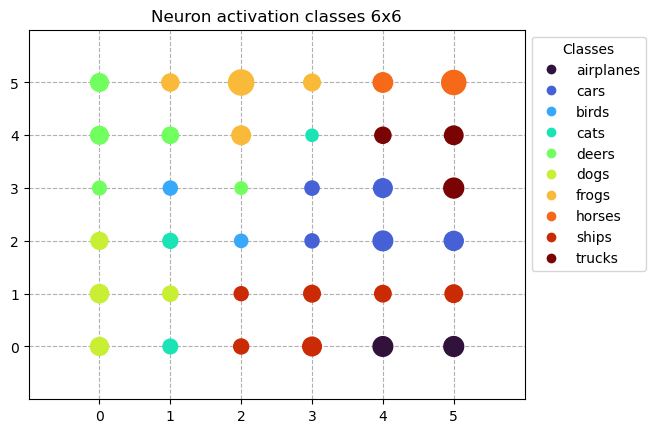 Neuron activation classes 6x6
Classes
airplanes
cars
birds
cats
deers
dogs
frogs
horses
ships
trucks
5
4
3
2
1
0
0 1 2 3 4 5